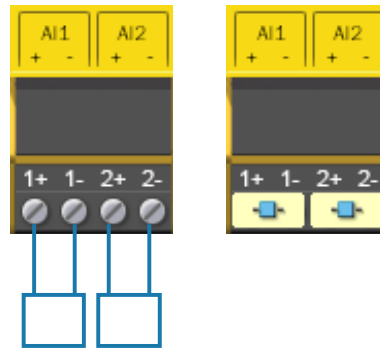 AI1 AI2 AI1 AI2
+ - + - + - + -
1+ 1- 2+ 2- 1+ 1- 2+ 2-